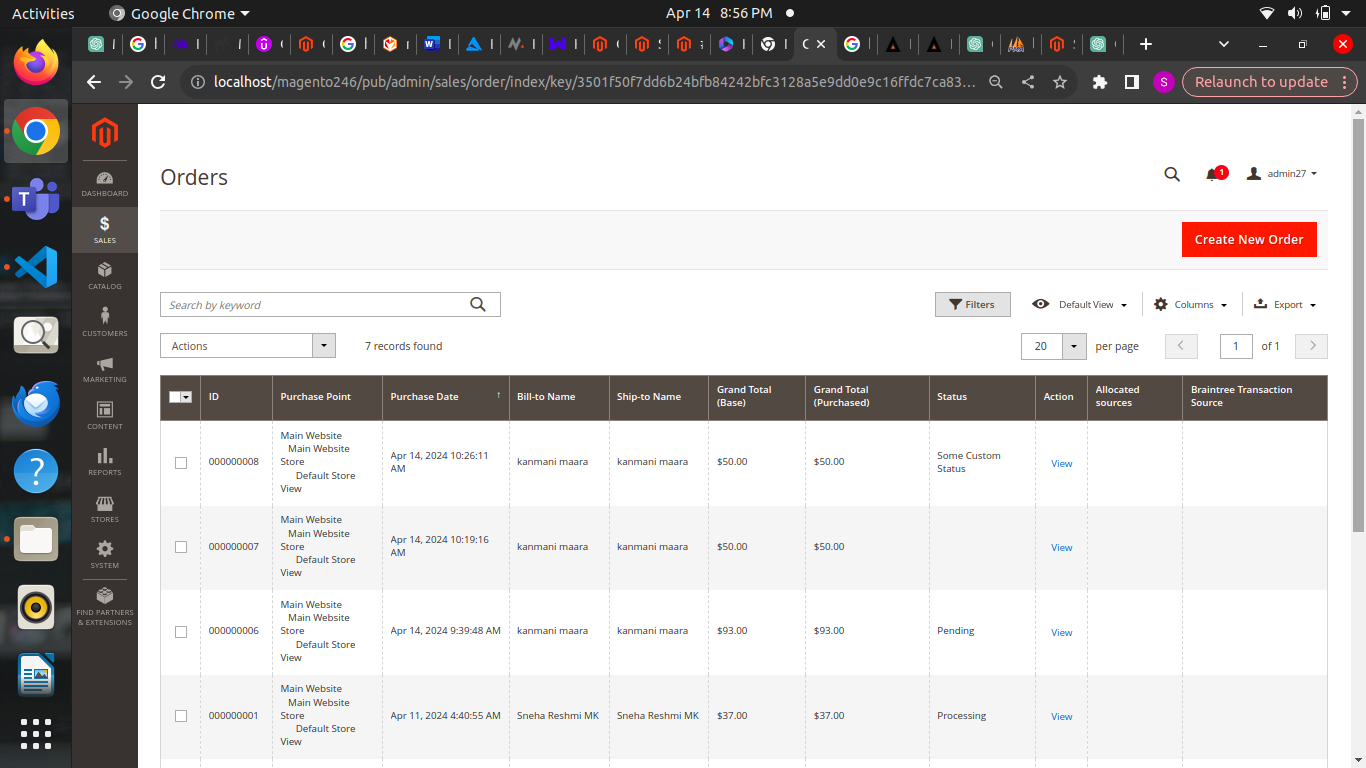 Activities
Google Chrome
Apr 14 8:56 PM
localhost/magento246/pub/admin/sales/order/index/key/3501f50f7dd6b24bfb84242bfc3128a5e9dd0e9c16ffdc7ca83...
S
Relaunch to update
DASHBOARD
$
SALES
CATALOG
CUSTOMERS
MARKETING
CONTENT
REPORTS
STORES
SYSTEM
FIND PARTNERS
& EXTENSIONS
Orders
1
admin27
Create New Order
Search by keyword
Filters
Default View
Columns
Export
Actions
7 records found
20
per page
1
of 1
ID
Purchase Point
Purchase Date ↑
Bill-to Name
Ship-to Name
Grand Total
(Base)
Grand Total
(Purchased)
Status
Action
Allocated
sources
Braintree Transaction
Source
000000008
Main Website
Main Website
Store
Default Store
View
Apr 14, 2024 10:26:11
AM
kanmani maara
kanmani maara
$50.00
$50.00
Some Custom
Status
View
000000007
Main Website
Main Website
Store
Default Store
View
Apr 14, 2024 10:19:16
AM
kanmani maara
kanmani maara
$50.00
$50.00
View
000000006
Main Website
Main Website
Store
Default Store
View
Apr 14, 2024 9:39:48 AM
kanmani maara
kanmani maara
$93.00
$93.00
Pending
View
000000001
Main Website
Main Website
Store
Default Store
View
Apr 11, 2024 4:40:55 AM
Sneha Reshmi MK
Sneha Reshmi MK
$37.00
$37.00
Processing
View